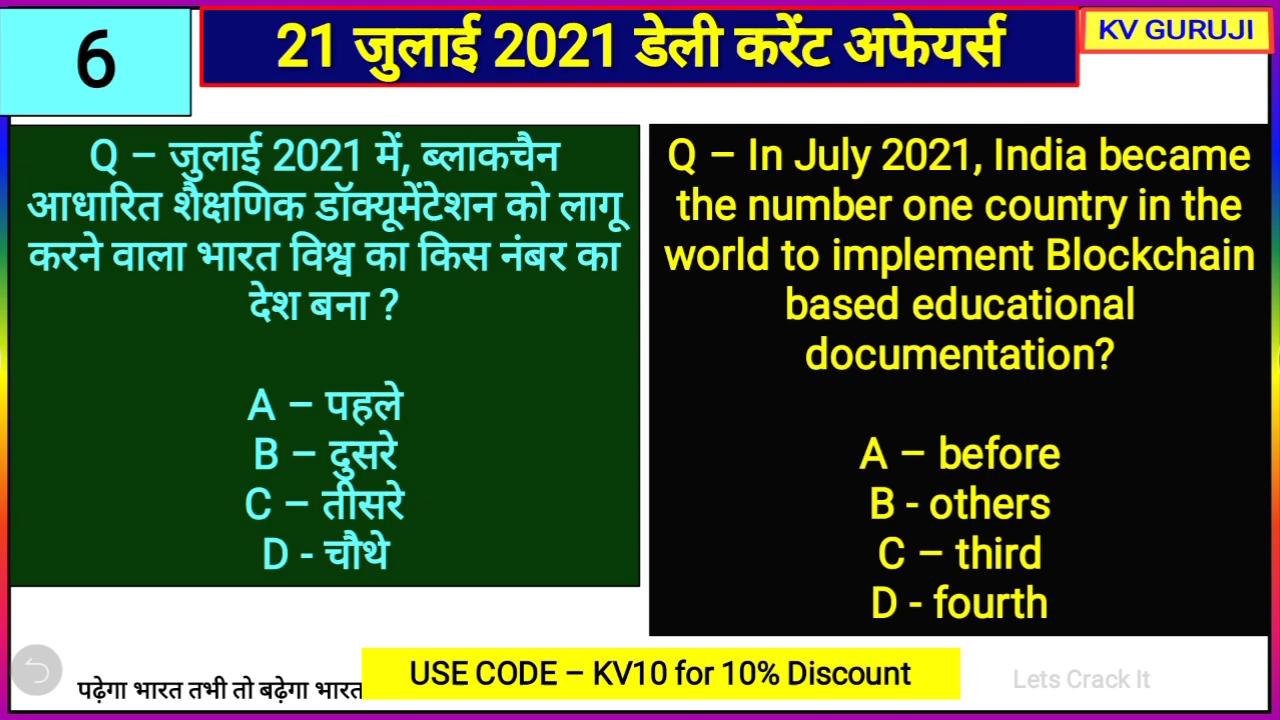 6
21 जुलाई 2021 डेली करेंट अफेयर्स
KV GURUJI
Q – जुलाई 2021 में, ब्लाकचैन
आधारित शैक्षणिक डॉक्यूमेंटेशन को लागू
करने वाला भारत विश्व का किस नंबर का
देश बना ?
A – पहले
B – दुसरे
C – तीसरे
D - चौथे
Q – In July 2021, India became
the number one country in the
world to implement Blockchain
based educational
documentation?
A – before
B - others
C – third
D - fourth
पढ़ेगा भारत तभी तो बढ़ेगा भारत
USE CODE – KV10 for 10% Discount
Lets Crack It